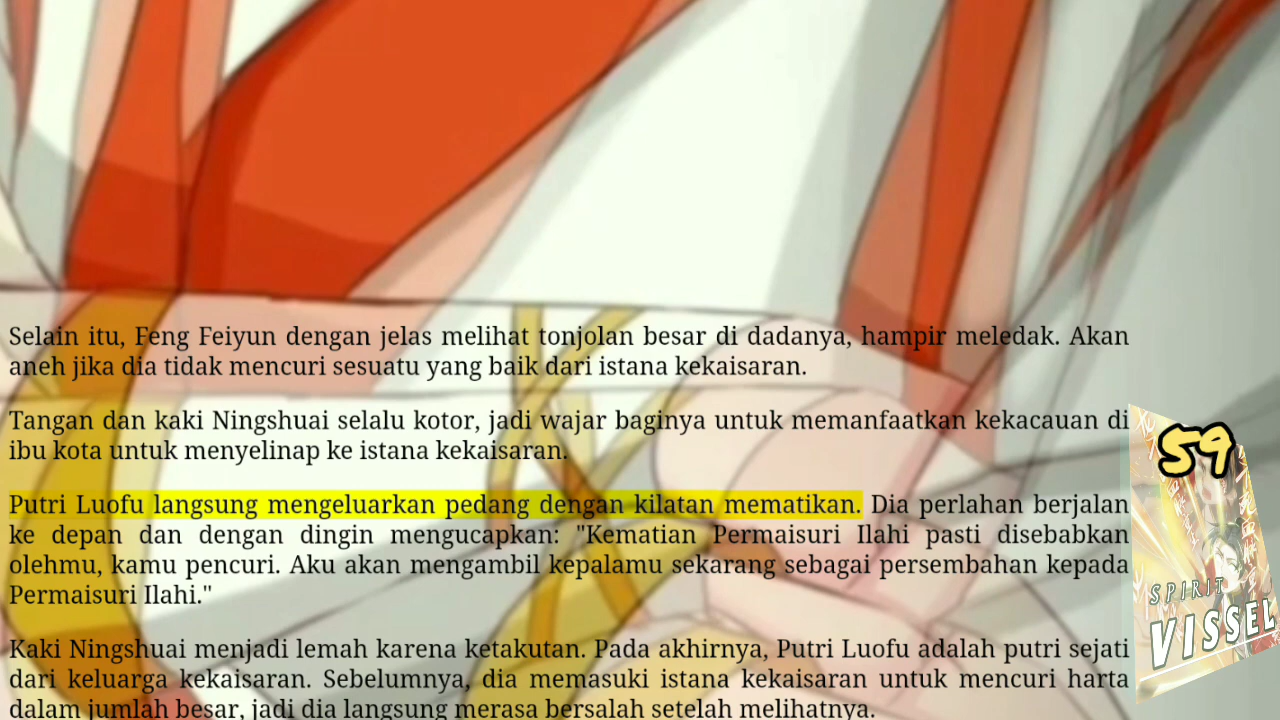 Selain itu, Feng Feiyun dengan jelas melihat tonjolan besar di dadanya, hampir meledak. Akan
aneh jika dia tidak mencuri sesuatu yang baik dari istana kekaisaran.
Tangan dan kaki Ningshuai selalu kotor, jadi wajar baginya untuk memanfaatkan kekacauan di
ibu kota untuk menyelinap ke istana kekaisaran.
Putri Luofu langsung mengeluarkan pedang dengan kilatan mematikan. Dia perlahan berjalan
ke depan dan dengan dingin mengucapkan: "Kematian Permaisuri Ilahi pasti disebabkan
olehmu, kamu pencuri. Aku akan mengambil kepalamu sekarang sebagai persembahan kepada
Permaisuri Ilahi."
Kaki Ningshuai menjadi lemah karena ketakutan. Pada akhirnya, Putri Luofu adalah putri sejati
dari keluarga kekaisaran. Sebelumnya, dia memasuki istana kekaisaran untuk mencuri harta
dalam jumlah besar, jadi dia langsung merasa bersalah setelah melihatnya.
59
SPIRIT
VISSEL